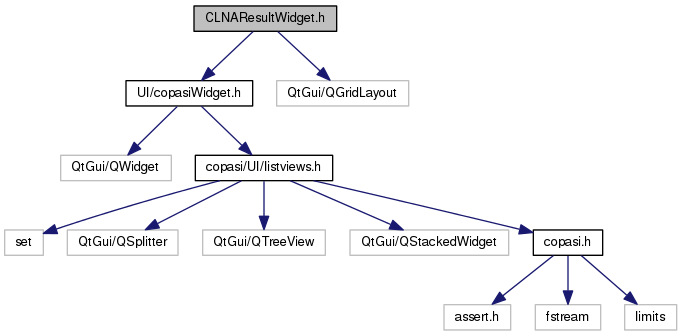 CLNAResultWidget.h
UI/copasiWidget.h
QtGui/QGridLayout
QtGui/QWidget
copasi/UI/listviews.h
set
QtGui/QSplitter
QtGui/QTreeView
QtGui/QStackedWidget
copasi.h
assert.h
fstream
limits